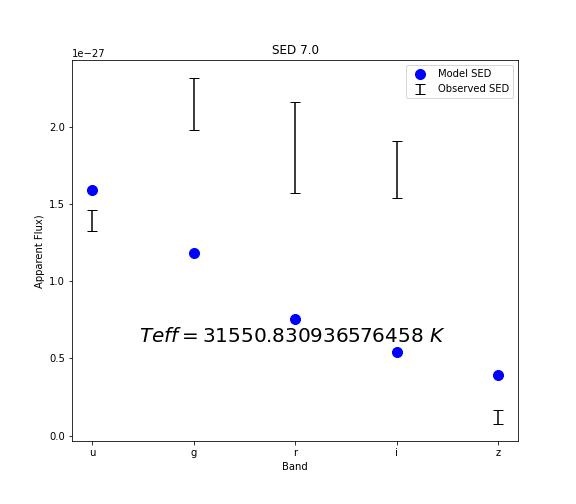 SED 7.0
1e−27
Model SED
Observed SED
2.0
1.5
1.0
0.5
0.0
Apparent Flux)
Teff = 31550.830936576458 K
u g r i z
Band